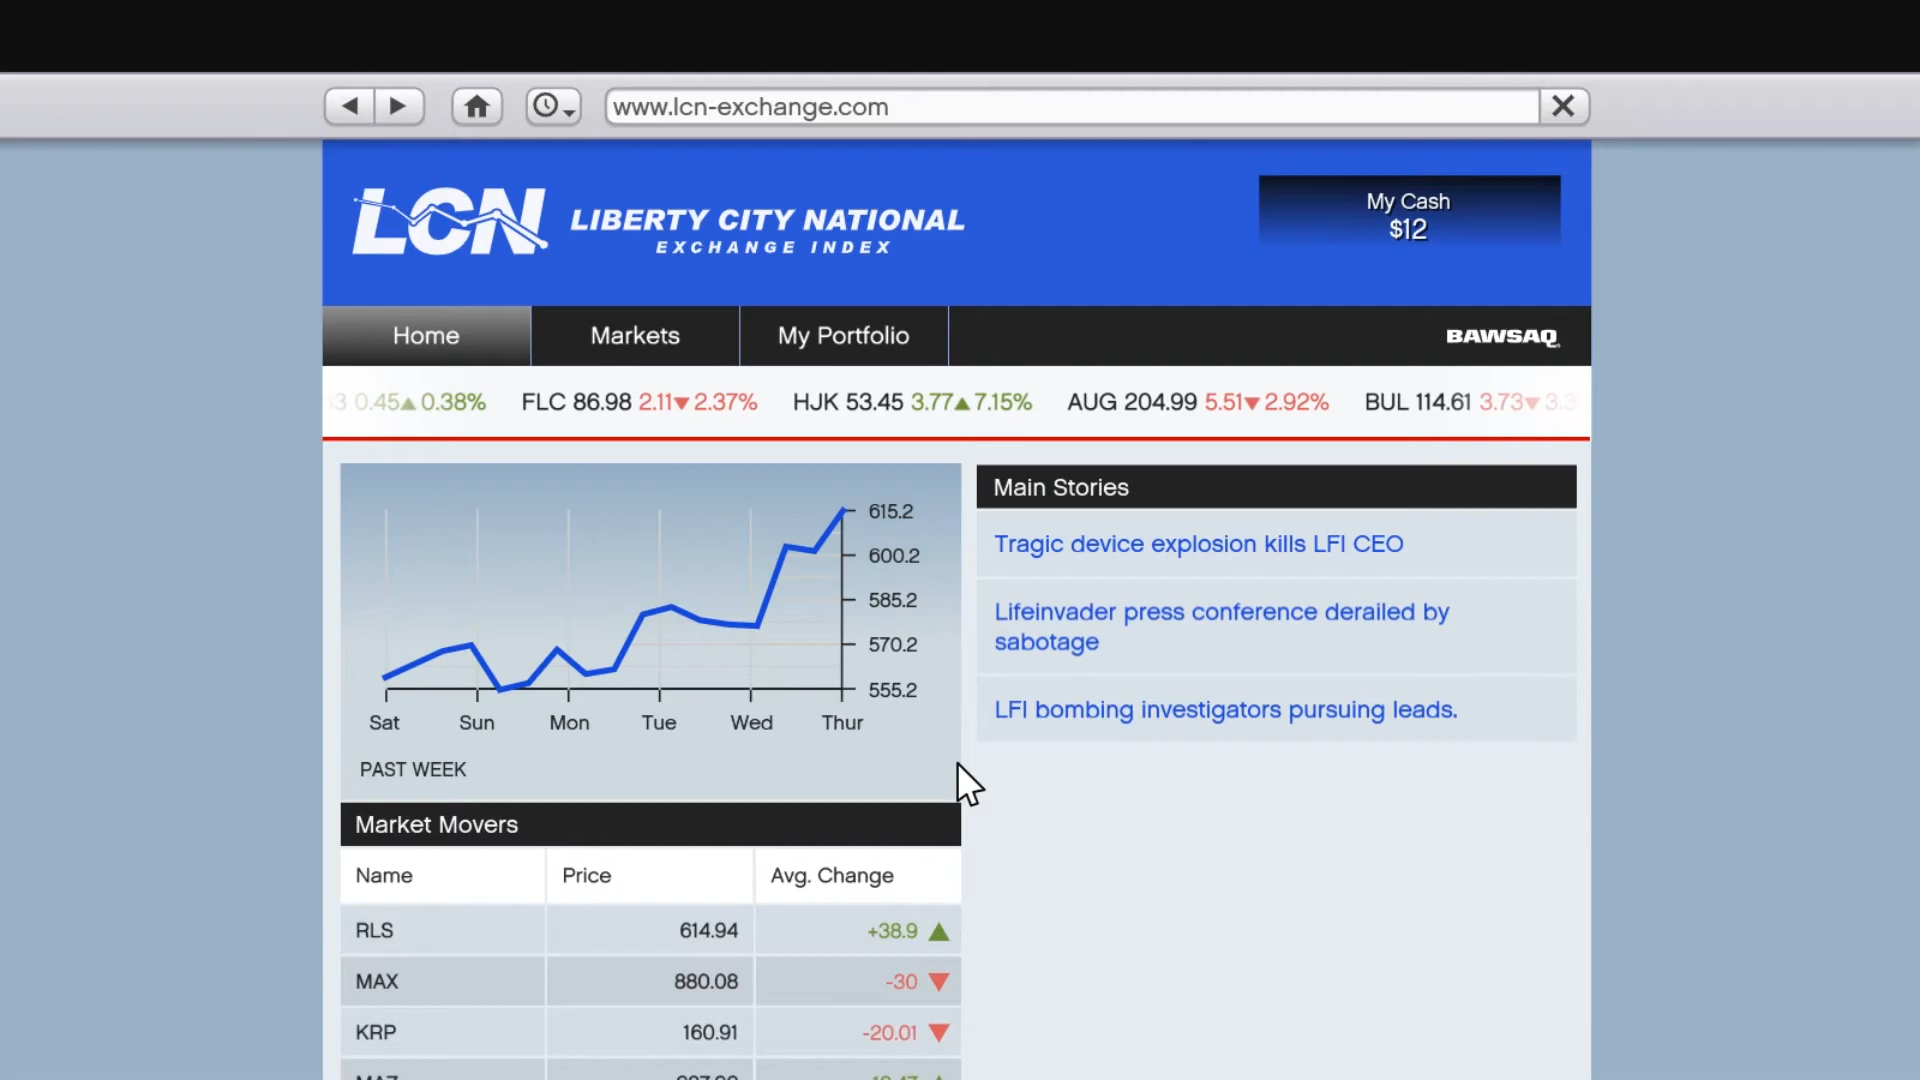 www.lcn-exchange.com
LCN
LIBERTY CITY NATIONAL
EXCHANGE INDEX
My Cash
$12
Home
Markets
My Portfolio
BAWSAQ
0.45▲0.38% FLC 86.98 2.11▼2.37% HJK 53.45 3.77▲7.15% AUG 204.99 5.51▼2.92% BUL 114.61 3.73▼
615.2
600.2
585.2
570.2
555.2
Sat Sun Mon Tue Wed Thur
PAST WEEK
Main Stories
Tragic device explosion kills LFI CEO
Lifeinvader press conference derailed by
sabotage
LFI bombing investigators pursuing leads.
Market Movers
Name Price Avg. Change
RLS 614.94 +38.9 ▲
MAX 880.08 -30 ▼
KRP 160.91 -20.01 ▼